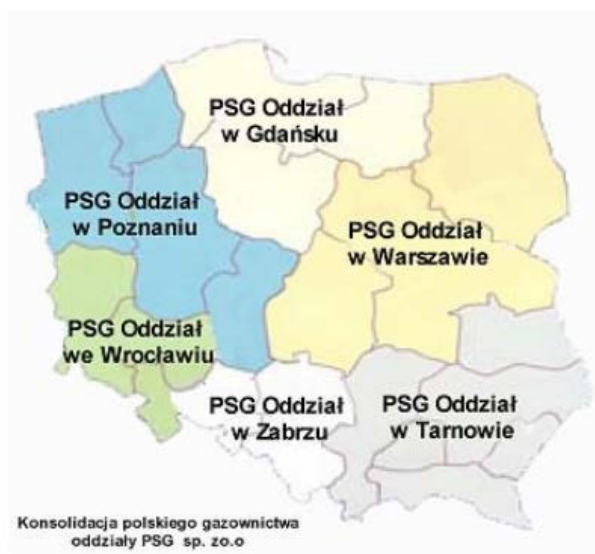 PSG Oddział
w Gdańsku
PSG Oddział
w Poznaniu
PSG Oddział
w Warszawie
PSG Oddział
we Wrocławiu
PSG Oddział
w Zabrzu
PSG Oddział
w Tarnowie
Konsolidacja polskiego gazownictwa
oddziały PSG sp. zo.o